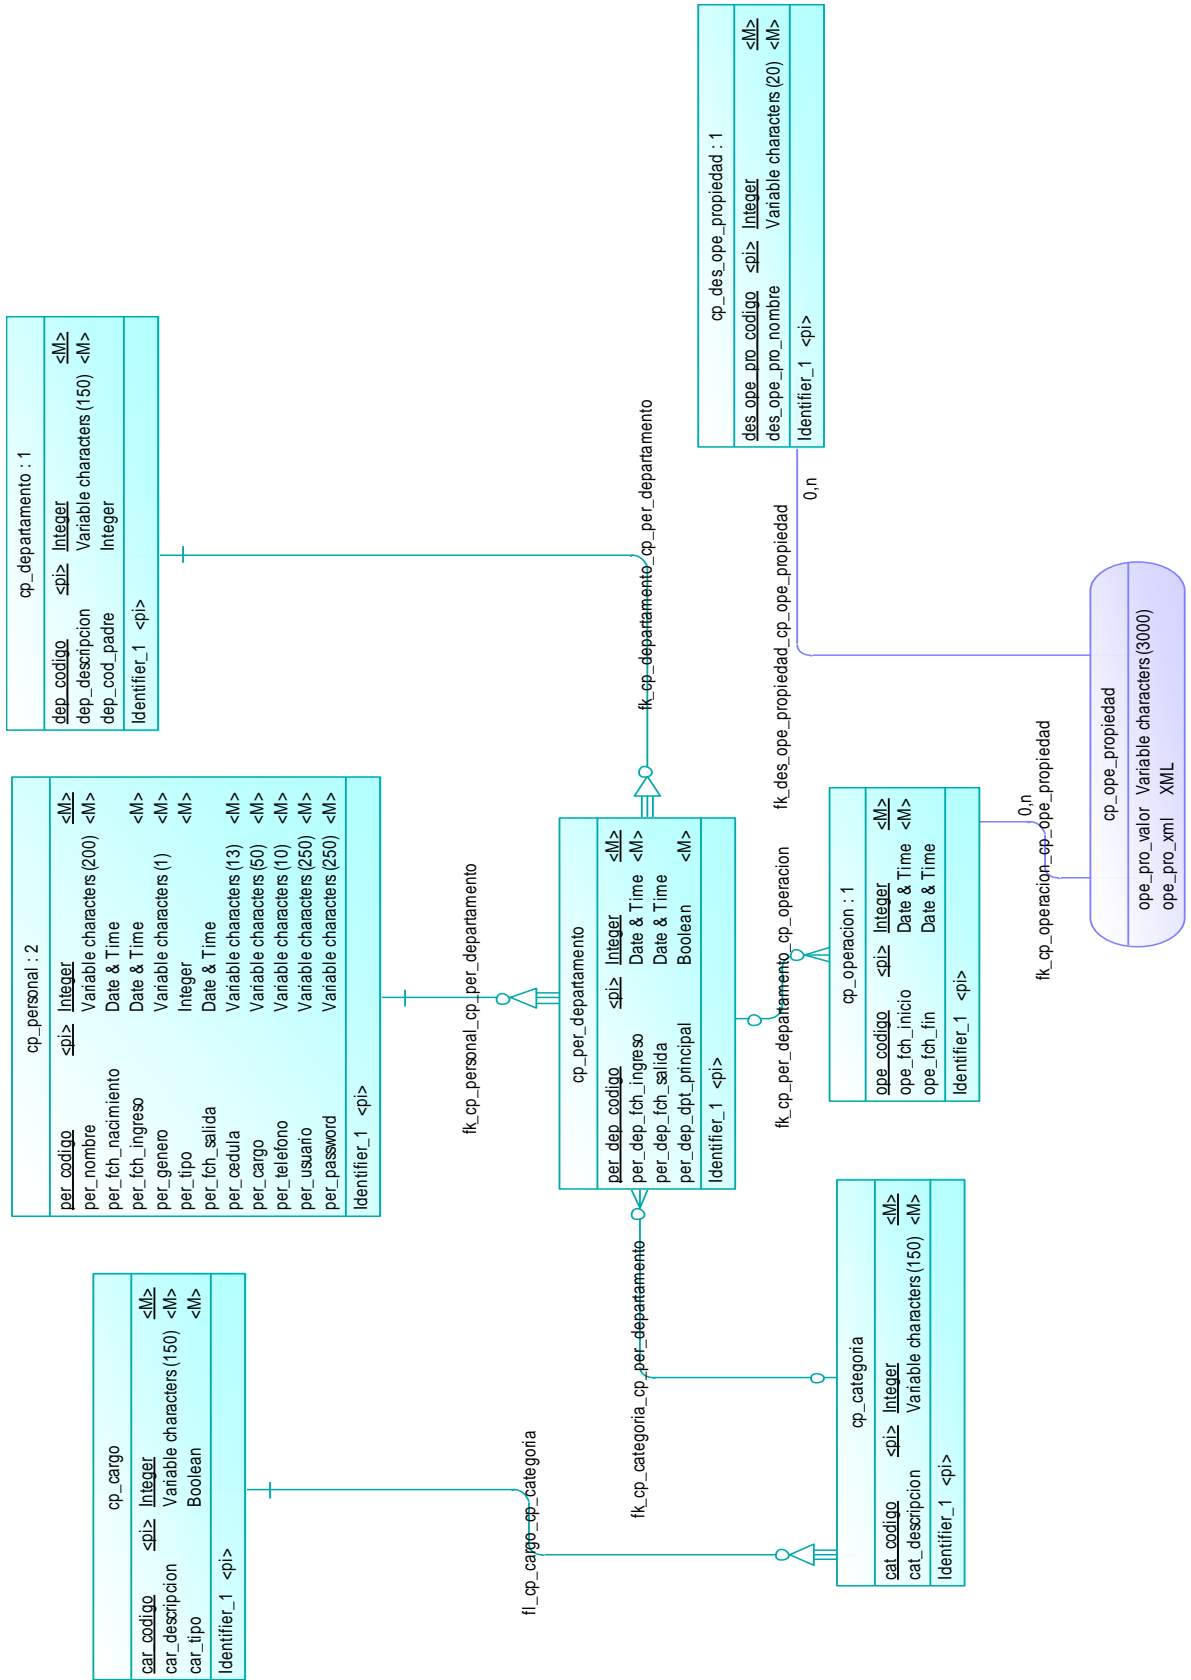 cp_cargo
car_codigo <pi> Integer <M>
car_descripcion Variable characters (150) <M>
car_tipo Boolean <M>
Identifier_1 <pi>
cp_personal : 2
per_codigo <pi> Integer <M>
per_nombre Variable characters (200) <M>
per_fch_nacimiento Date & Time
per_fch_ingreso Date & Time <M>
per_genero Variable characters (1) <M>
per_tipo Integer <M>
per_fch_salida Date & Time
per_cedula Variable characters (13) <M>
per_cargo Variable characters (50) <M>
per_telefono Variable characters (10) <M>
per_usuario Variable characters (250) <M>
per_password Variable characters (250) <M>
Identifier_1 <pi>
cp_departamento : 1
dep_codigo <pi> Integer <M>
dep_descripcion Variable characters (150) <M>
dep_cod_padre Integer
Identifier_1 <pi>
fk_cp_personal_cp_per_departamento
fl_cp_cargo_cp_categoria
fk_cp_categoria_cp_per_departamento
fk_cp_departamento_cp_per_departamento
cp_per_departamento
per_dep_codigo <pi> Integer <M>
per_dep_fch_ingreso Date & Time <M>
per_dep_fch_salida Date & Time
per_dep_dpt_principal Boolean <M>
Identifier_1 <pi>
cp_des_ope_propiedad : 1
des_ope_pro_codigo <pi> Integer <M>
des_ope_pro_nombre Variable characters (20) <M>
Identifier_1 <pi>
0,n
fk_des_ope_propiedad_cp_ope_propiedad
fk_cp_per_departamento_cp_operacion
cp_categoria
cat_codigo <pi> Integer <M>
cat_descripcion Variable characters (150) <M>
Identifier_1 <pi>
cp_operacion : 1
ope_codigo <pi> Integer <M>
ope_fch_inicio Date & Time <M>
ope_fch_fin Date & Time
Identifier_1 <pi>
0,n
fk_cp_operacion_cp_ope_propiedad
cp_ope_propiedad
ope_pro_valor Variable characters (3000)
ope_pro_xml XML